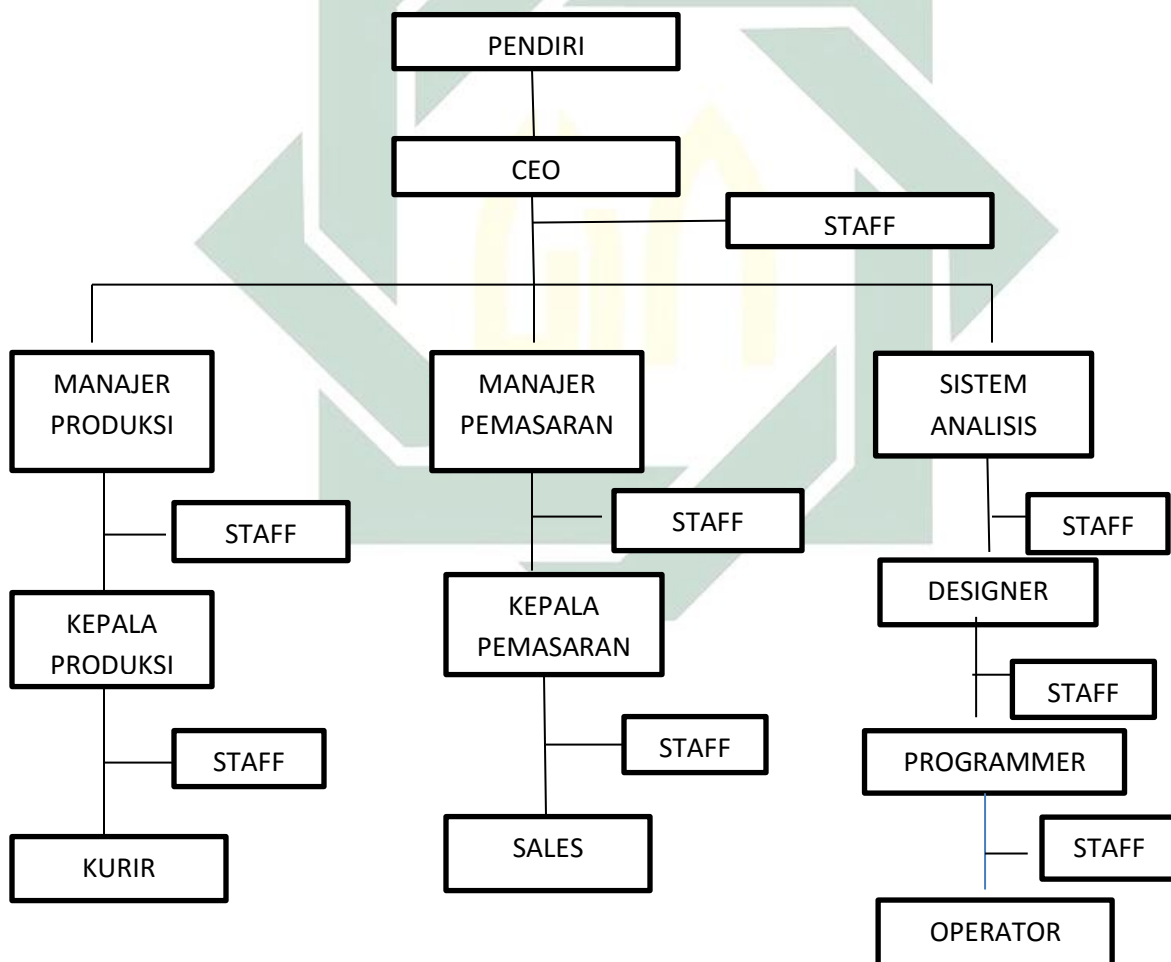 PENDIRI
CEO
STAFF
MANAJER
PRODUKSI
MANAJER
PEMASARAN
SISTEM
ANALISIS
STAFF
STAFF
STAFF
KEPALA
PRODUKSI
KEPALA
PEMASARAN
DESIGNER
STAFF
STAFF
STAFF
PROGRAMMER
KURIR
SALES
STAFF
OPERATOR